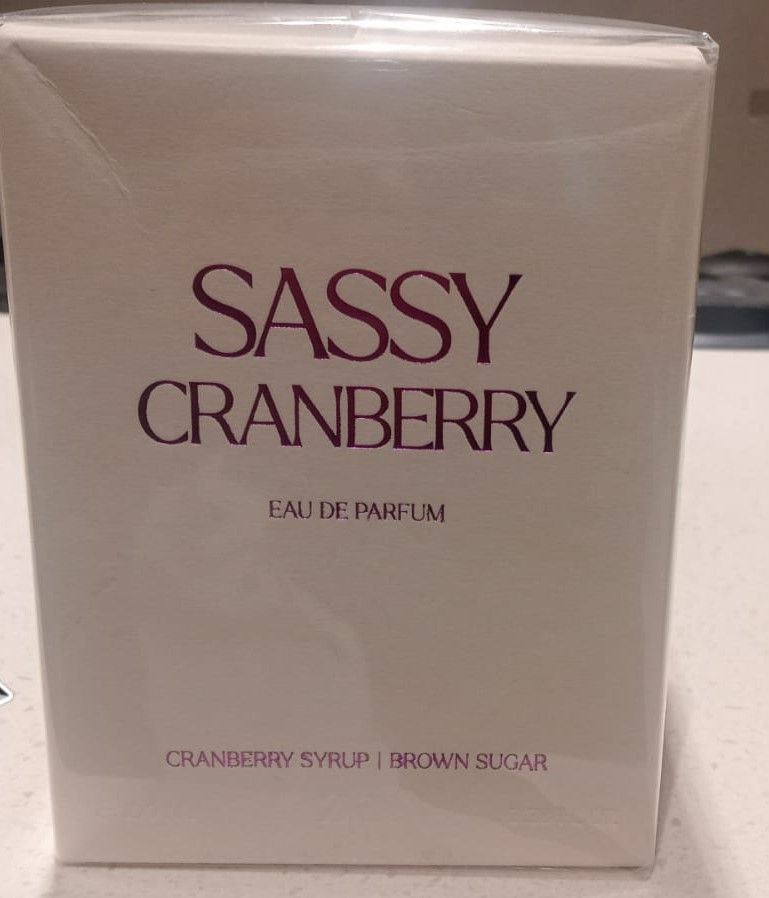 SASSY
CRANBERRY
EAU DE PARFUM
CRANBERRY SYRUP | BROWN SUGAR